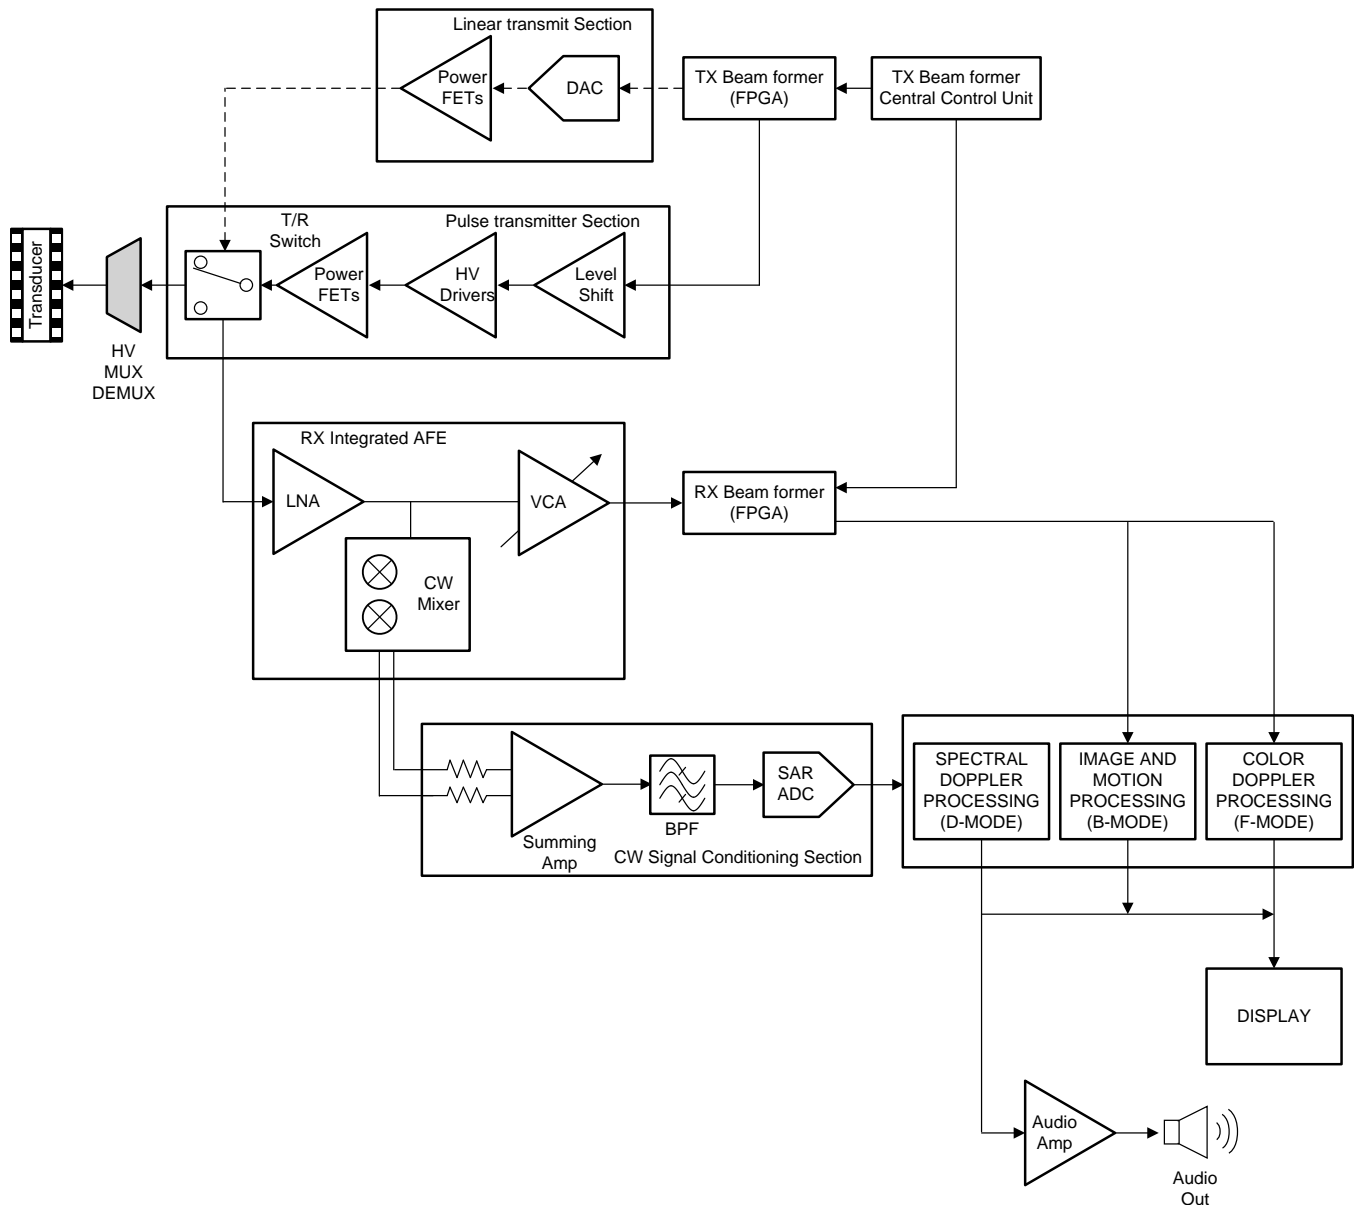 Linear transmit Section
Power
FETs
DAC
TX Beam former
(FPGA)
TX Beam former
Central Control Unit
T/R
Switch
Pulse transmitter Section
Power
FETs
HV
Drivers
Level
Shift
Transducer
HV
MUX
DEMUX
RX Integrated AFE
LNA
VCA
RX Beam former
(FPGA)
CW
Mixer
SPECTRAL
DOPPLER
PROCESSING
(D-MODE)
IMAGE AND
MOTION
PROCESSING
(B-MODE)
COLOR
DOPPLER
PROCESSING
(F-MODE)
SAR
ADC
BPF
Summing
Amp
CW Signal Conditioning Section
DISPLAY
Audio
Amp
Audio
Out